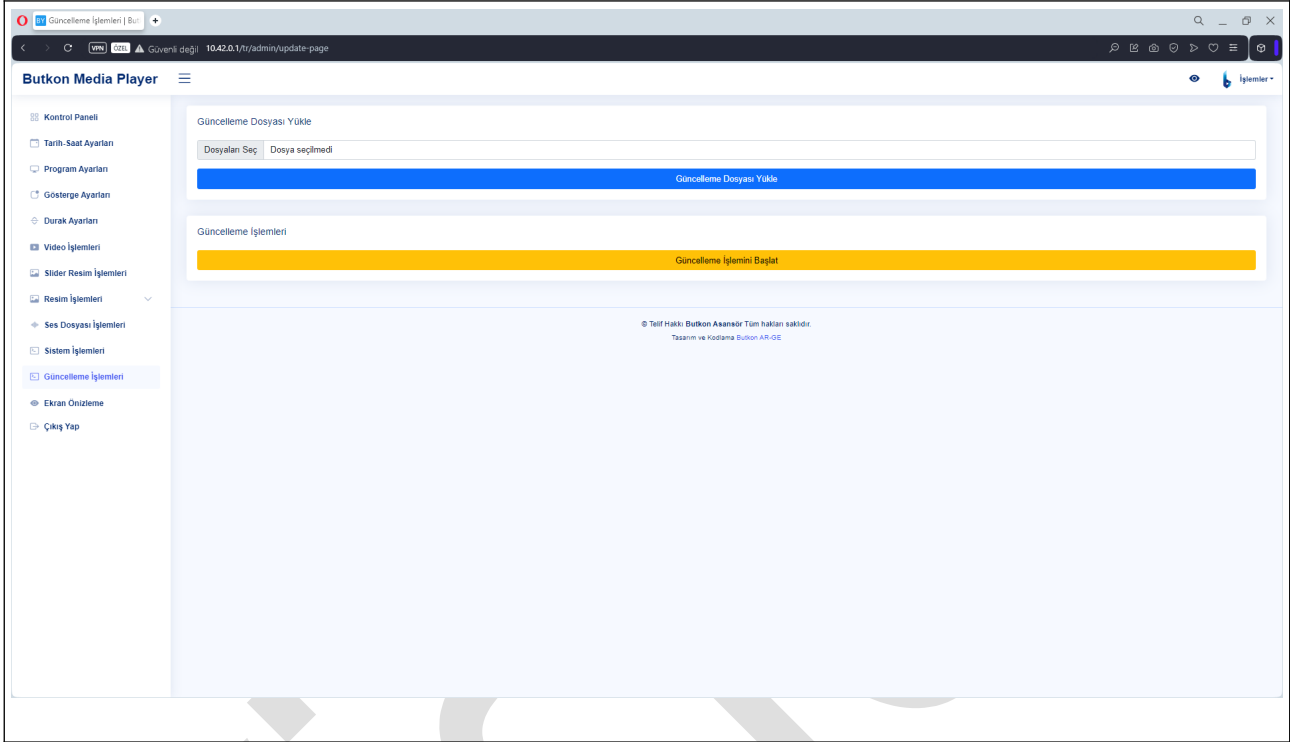 BY Güncelleme İşlemleri | But
VPN ÖZEL Güvenli değil 10.42.0.1/tr/admin/update-page
Butkon Media Player
İşlemler
Kontrol Paneli
Tarih-Saat Ayarları
Program Ayarları
Gösterge Ayarları
Durak Ayarları
Video İşlemleri
Slider Resim İşlemleri
Resim İşlemleri
Ses Dosyası İşlemleri
Sistem İşlemleri
Güncelleme İşlemleri
Ekran Önizleme
Çıkış Yap
Güncelleme Dosyası Yükle
Dosyaları Seç Dosya seçilmedi
Güncelleme Dosyası Yükle
Güncelleme İşlemleri
Güncelleme İşlemini Başlat
© Telif Hakkı Butkon Asansör Tüm hakları saklıdır.
Tasarım ve Kodlama Butkon AR-GE